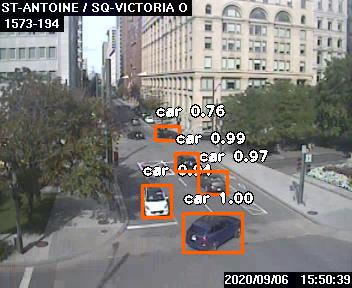 ST-ANTOINE / SQ-VICTORIA O
1573-194
car 0.76
car 0.99
car 0.97
car
car 1.00
2020/09/06 15:50:39